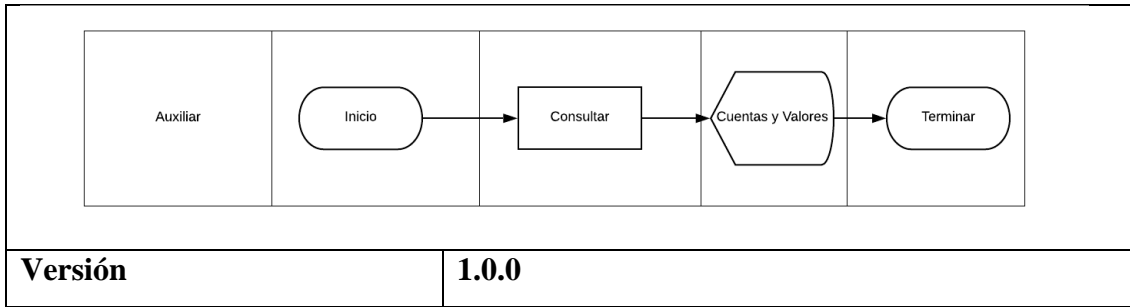 Auxiliar
Inicio
Consultar
Cuentas y Valores
Terminar
Versión
1.0.0